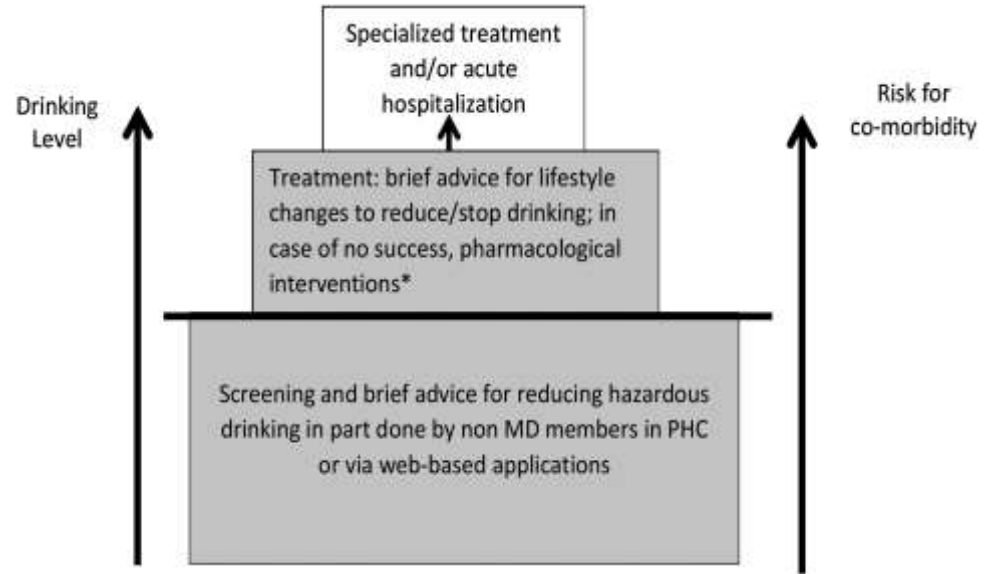 Specialized treatment
and/or acute
hospitalization
Drinking
Level
Risk for
co-morbidity
Treatment: brief advice for lifestyle
changes to reduce/stop drinking; in
case of no success, pharmacological
interventions*
Screening and brief advice for reducing hazardous
drinking in part done by non MD members in PHC
or via web-based applications